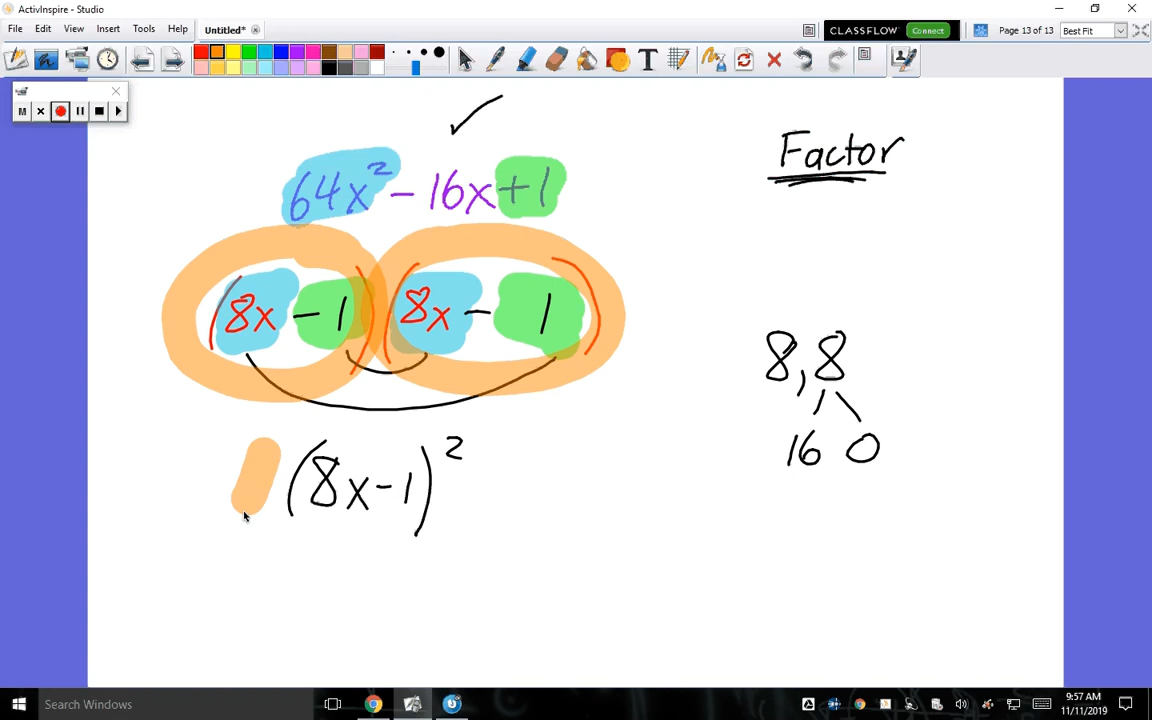 ActivInspire - Studio
File Edit View Insert Tools Help Untitled* CLASSFLOW Connect Page 13 of 13 Best Fit
M
Factor
64x² - 16x + 1
(8x - 1)(8x - 1)
8,8
16 0
(8x - 1)²
Search Windows
9:57 AM
11/11/2019